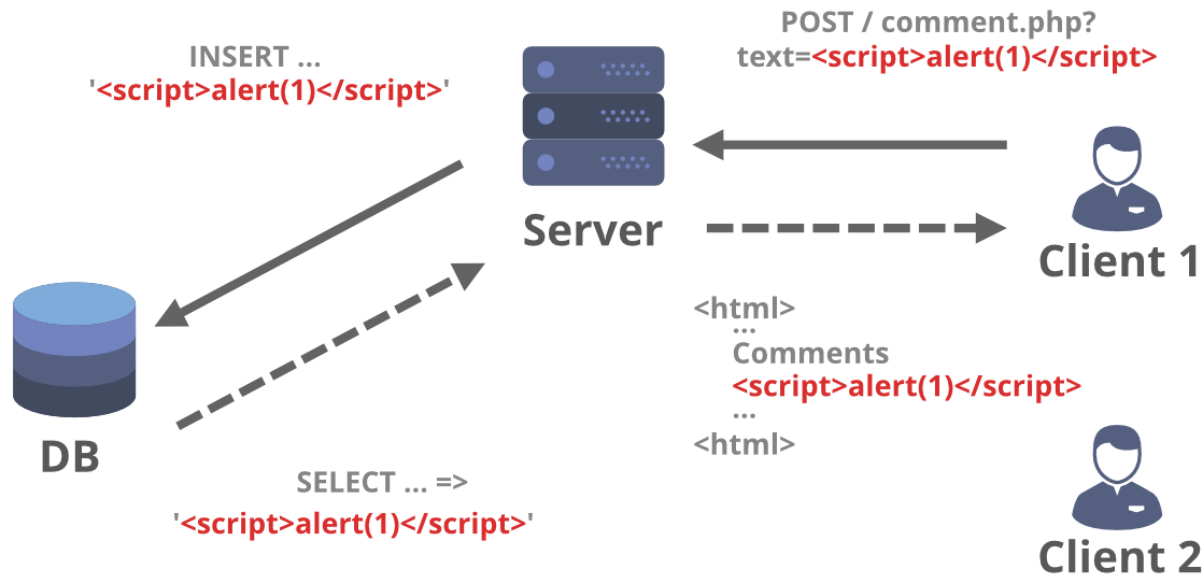 POST / comment.php?
text=<script>alert(1)</script>
INSERT ...
'<script>alert(1)</script>'
Server
Client 1
<html>
...
Comments
<script>alert(1)</script>
...
<html>
DB
SELECT ... =>
'<script>alert(1)</script>'
Client 2